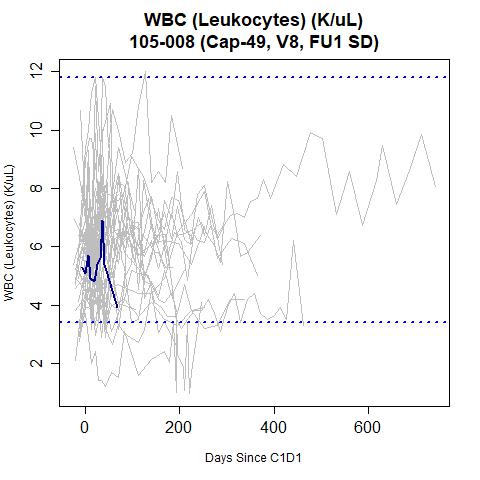 WBC (Leukocytes) (K/uL)
105-008 (Cap-49, V8, FU1 SD)
WBC (Leukocytes) (K/uL)
12
10
8
6
4
2
0 200 400 600
Days Since C1D1